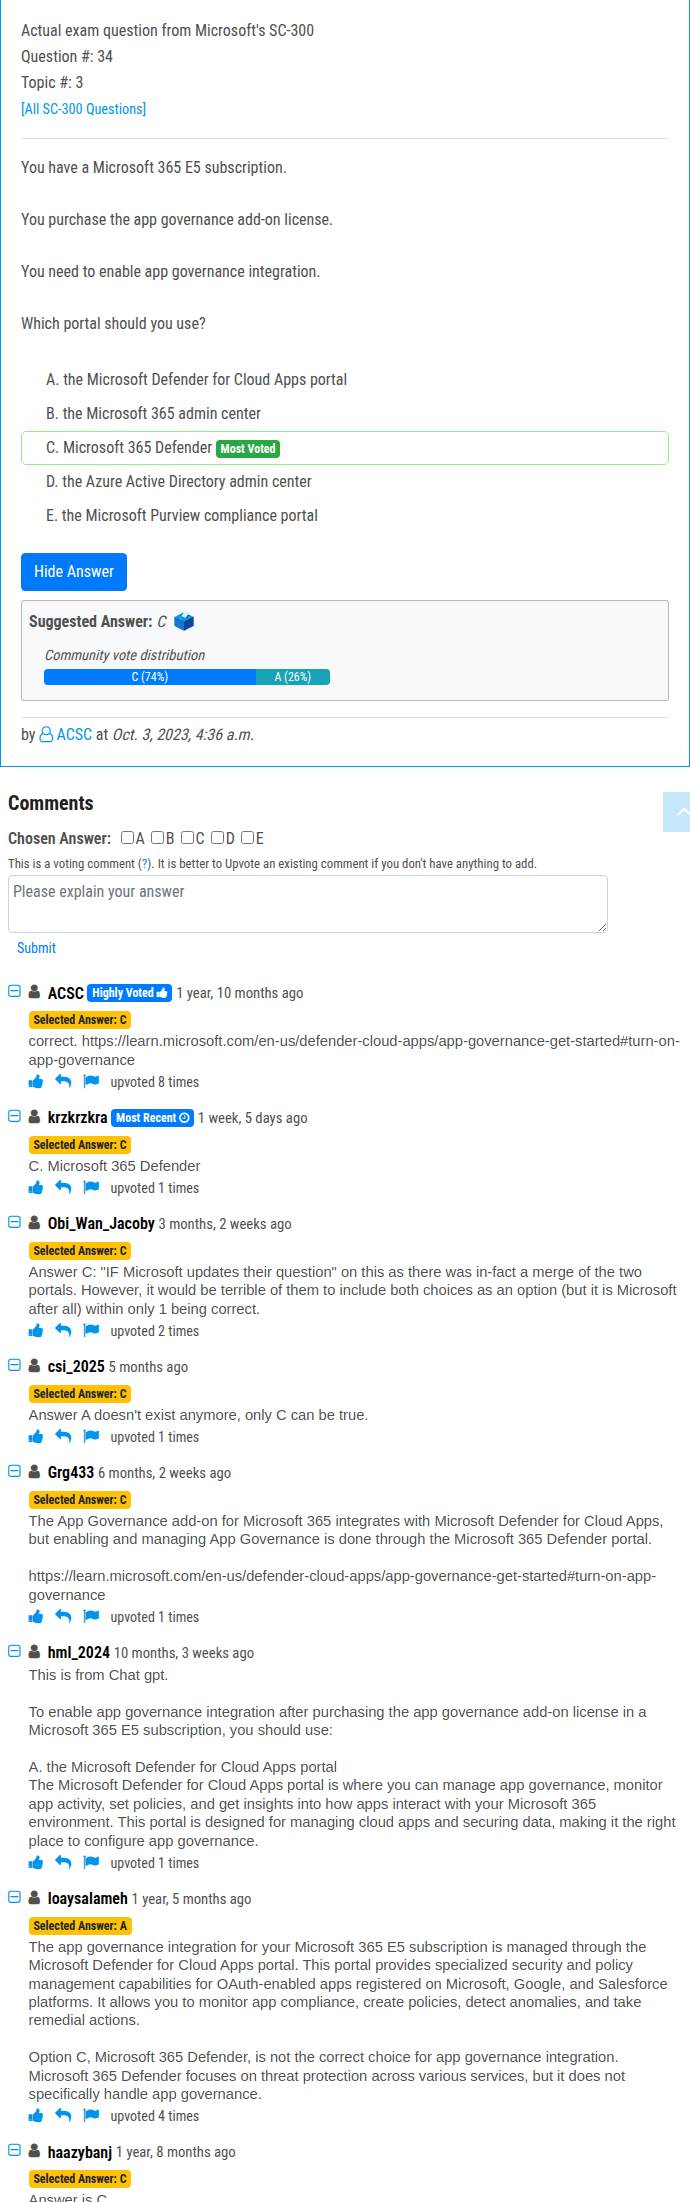 Actual exam question from Microsoft's SC-300
Question #: 34
Topic #: 3
[All SC-300 Questions]
You have a Microsoft 365 E5 subscription.
You purchase the app governance add-on license.
You need to enable app governance integration.
Which portal should you use?
A. the Microsoft Defender for Cloud Apps portal
B. the Microsoft 365 admin center
C. Microsoft 365 Defender Most Voted
D. the Azure Active Directory admin center
E. the Microsoft Purview compliance portal
Hide Answer
Suggested Answer: C
Community vote distribution
C (74%) A (26%)
by ACSC at Oct. 3, 2023, 4:36 a.m.
Comments
Chosen Answer: A B C D E
This is a voting comment (?). It is better to Upvote an existing comment if you don't have anything to add.
Please explain your answer
Submit
ACSC Highly Voted 1 year, 10 months ago
Selected Answer: C
correct. https://learn.microsoft.com/en-us/defender-cloud-apps/app-governance-get-started#turn-on-
app-governance
upvoted 8 times
krzkrzkra Most Recent 1 week, 5 days ago
Selected Answer: C
C. Microsoft 365 Defender
upvoted 1 times
Obi_Wan_Jacoby 3 months, 2 weeks ago
Selected Answer: C
Answer C: "IF Microsoft updates their question" on this as there was in-fact a merge of the two
portals. However, it would be terrible of them to include both choices as an option (but it is Microsoft
after all) within only 1 being correct.
upvoted 2 times
csi_2025 5 months ago
Selected Answer: C
Answer A doesn't exist anymore, only C can be true.
upvoted 1 times
Grg433 6 months, 2 weeks ago
Selected Answer: C
The App Governance add-on for Microsoft 365 integrates with Microsoft Defender for Cloud Apps,
but enabling and managing App Governance is done through the Microsoft 365 Defender portal.
https://learn.microsoft.com/en-us/defender-cloud-apps/app-governance-get-started#turn-on-app-
governance
upvoted 1 times
hml_2024 10 months, 3 weeks ago
This is from Chat gpt.
To enable app governance integration after purchasing the app governance add-on license in a
Microsoft 365 E5 subscription, you should use:
A. the Microsoft Defender for Cloud Apps portal
The Microsoft Defender for Cloud Apps portal is where you can manage app governance, monitor
app activity, set policies, and get insights into how apps interact with your Microsoft 365
environment. This portal is designed for managing cloud apps and securing data, making it the right
place to configure app governance.
upvoted 1 times
loaysalameh 1 year, 5 months ago
Selected Answer: A
The app governance integration for your Microsoft 365 E5 subscription is managed through the
Microsoft Defender for Cloud Apps portal. This portal provides specialized security and policy
management capabilities for OAuth-enabled apps registered on Microsoft, Google, and Salesforce
platforms. It allows you to monitor app compliance, create policies, detect anomalies, and take
remedial actions.
Option C, Microsoft 365 Defender, is not the correct choice for app governance integration.
Microsoft 365 Defender focuses on threat protection across various services, but it does not
specifically handle app governance.
upvoted 4 times
haazybanj 1 year, 8 months ago
Selected Answer: C
Answer is C